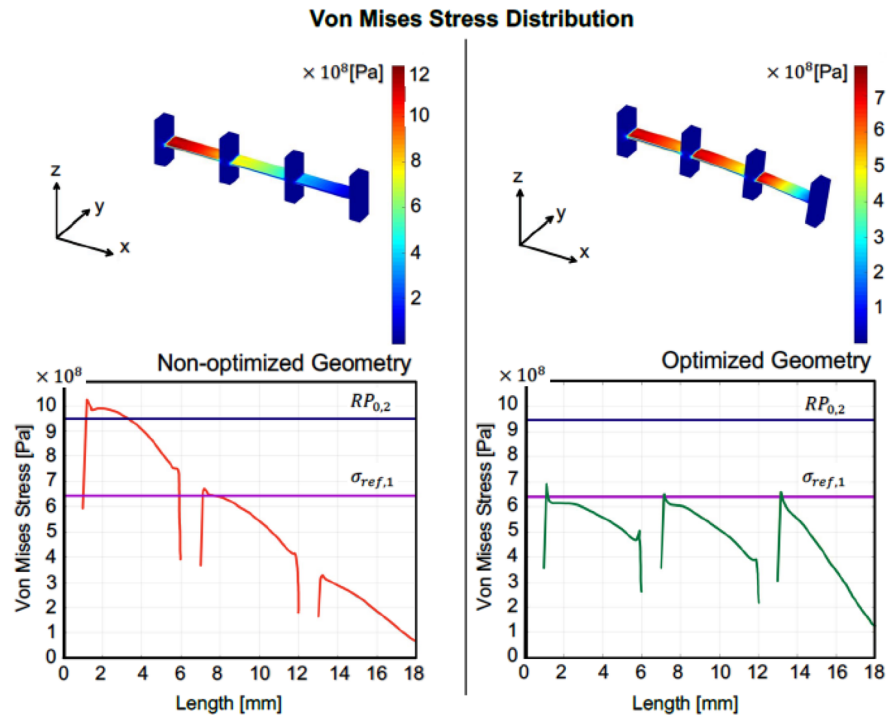 Von Mises Stress Distribution
× 10⁸[Pa]
12
10
8
6
4
2
z
y
x
Non-optimized Geometry
× 10⁸
Von Mises Stress [Pa]
10
9
8
7
6
5
4
3
2
1
0
RP₀,₂
σref,1
0 2 4 6 8 10 12 14 16 18
Length [mm]
× 10⁸[Pa]
7
6
5
4
3
2
1
z
y
x
Optimized Geometry
× 10⁸
Von Mises Stress [Pa]
10
9
8
7
6
5
4
3
2
1
0
RP₀,₂
σref,1
0 2 4 6 8 10 12 14 16 18
Length [mm]